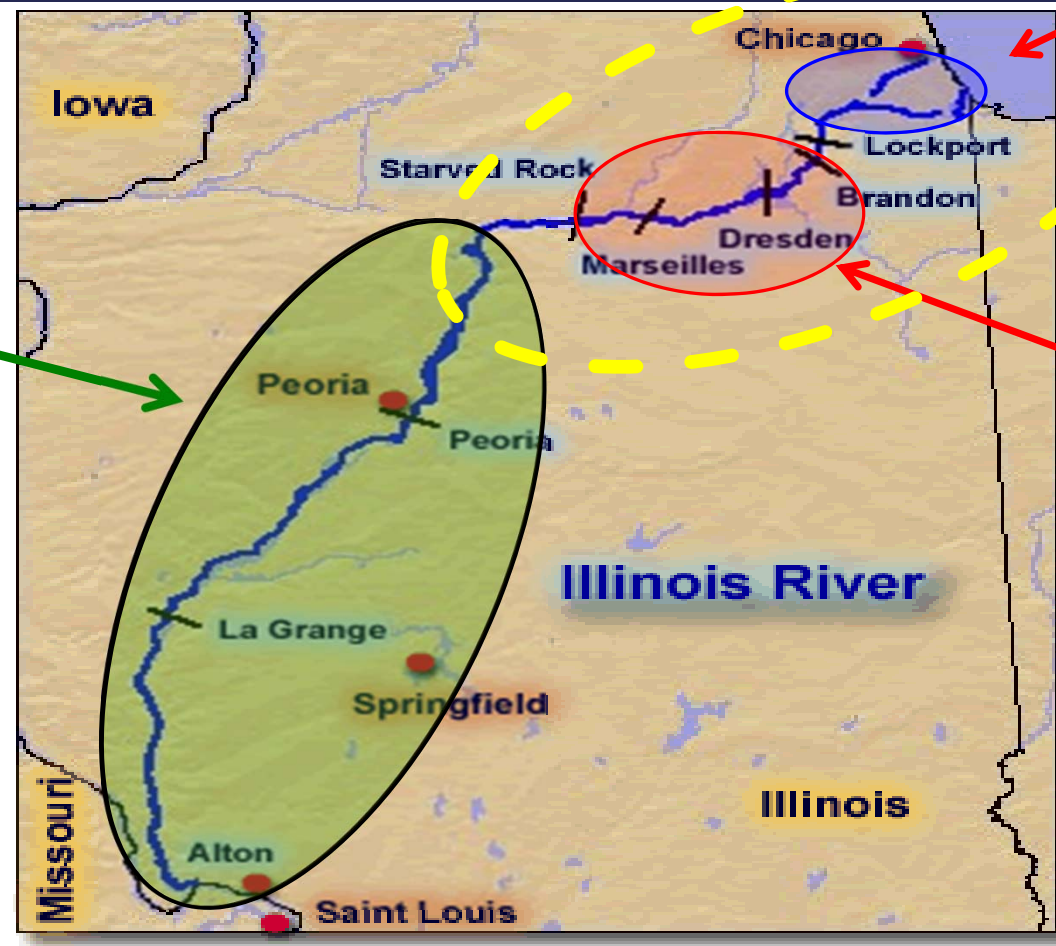 Chicago
Iowa
Lockport
Starved Rock
Brandon
Dresden
Marseilles
Peoria
Peoria
Illinois River
La Grange
Springfield
Missouri
Illinois
Alton
Saint Louis